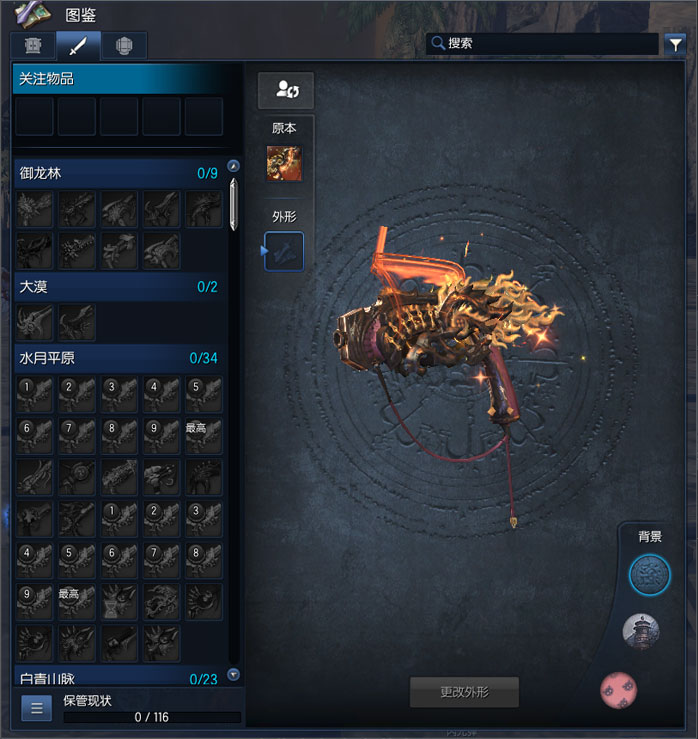 图鉴
搜索
关注物品
原本
外形
御龙林 0/9
大漠 0/2
水月平原 0/34
1 2 3 4 5
6 7 8 9 最高
1 2 3
4 5 6 7 8
9 最高
白青山脉 0/23
保管现状
0 / 116
背景
更改外形